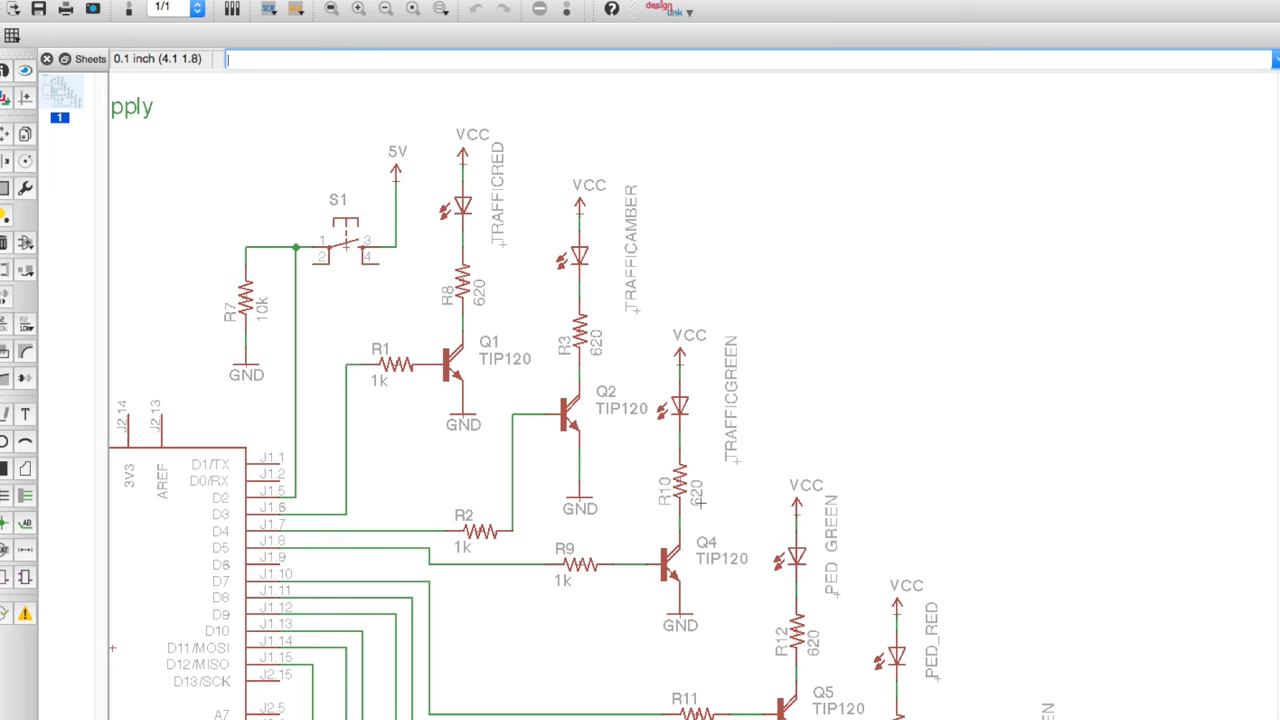 1/1
design
link
Sheets
0.1 inch (4.1 1.8)
1
pply
VCC
5V
TRAFFICRED
S1
VCC
1
3
2
4
TRAFFICAMBER
R7
10k
R8
620
VCC
GND
R1
1k
Q1
TIP120
R3
620
TRAFFICGREEN
GND
Q2
TIP120
J2.14
J2.13
3V3
AREF
D1/TX
J1.1
D0/RX
J1.2
D2
J1.5
D3
J1.6
D4
J1.7
D5
J1.8
D6
J1.9
D7
J1.10
D8
J1.11
D9
J1.12
D10
J1.13
D11/MOSI
J1.14
D12/MISO
J1.15
D13/SCK
J2.15
A7
J2.5
R2
1k
GND
R10
620
VCC
PED GREEN
R9
1k
Q4
TIP120
GND
VCC
PED_RED
R12
620
R11
Q5
TIP120